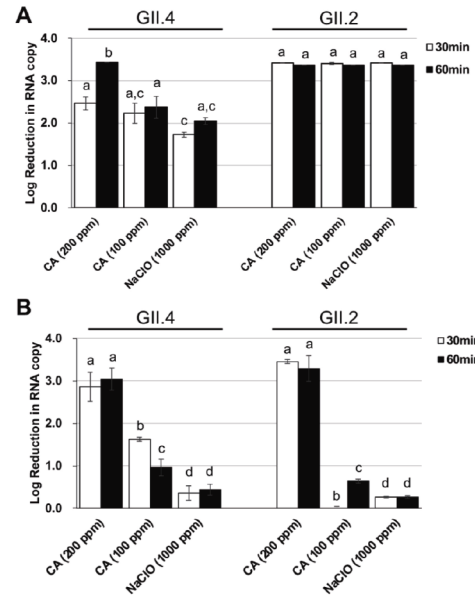 A
GII.4 GII.2
30min
60min
Log Reduction in RNA copy
4.0
3.0
2.0
1.0
0.0
a b a,c a c a,c a a a a a a
CA (200 ppm)
CA (100 ppm)
NaClO (1000 ppm)
CA (200 ppm)
CA (100 ppm)
NaClO (1000 ppm)
B
GII.4 GII.2
30min
60min
Log Reduction in RNA copy
4.0
3.0
2.0
1.0
0.0
a a b c d d a a b c d d
CA (200 ppm)
CA (100 ppm)
NaClO (1000 ppm)
CA (200 ppm)
CA (100 ppm)
NaClO (1000 ppm)